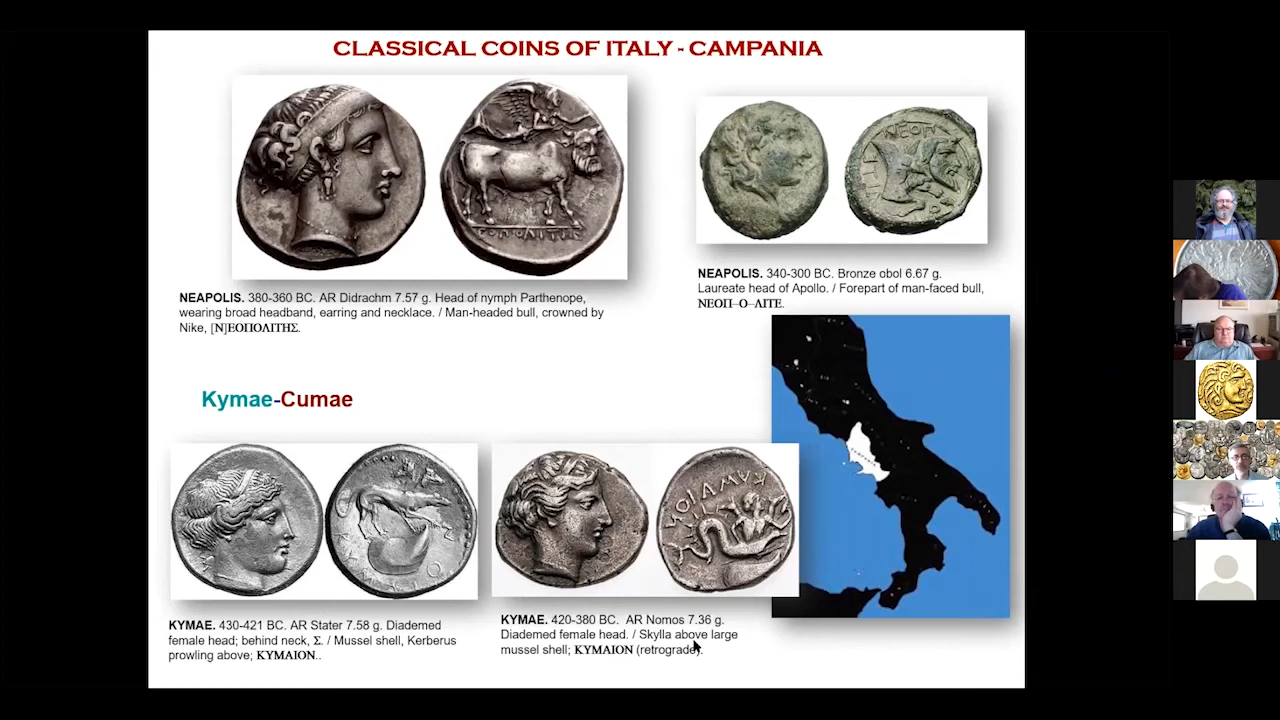 CLASSICAL COINS OF ITALY - CAMPANIA
NEAPOLIS. 380-360 BC. AR Didrachm 7.57 g. Head of nymph Parthenope,
wearing broad headband, earring and necklace. / Man-headed bull, crowned by
Nike, [Ν]ΕΟΠΟΛΙΤΗΣ.
NEAPOLIS. 340-300 BC. Bronze obol 6.67 g.
Laureate head of Apollo. / Forepart of man-faced bull,
ΝΕΟΠ–Ο–ΛΙΤΕ.
Kymae-Cumae
KYMAE. 430-421 BC. AR Stater 7.58 g. Diademed
female head; behind neck, Σ. / Mussel shell, Kerberus
prowling above; ΚΥΜΑΙΟΝ..
KYMAE. 420-380 BC. AR Nomos 7.36 g.
Diademed female head. / Skylla above large
mussel shell; ΚΥΜΑΙΟΝ (retrograde).